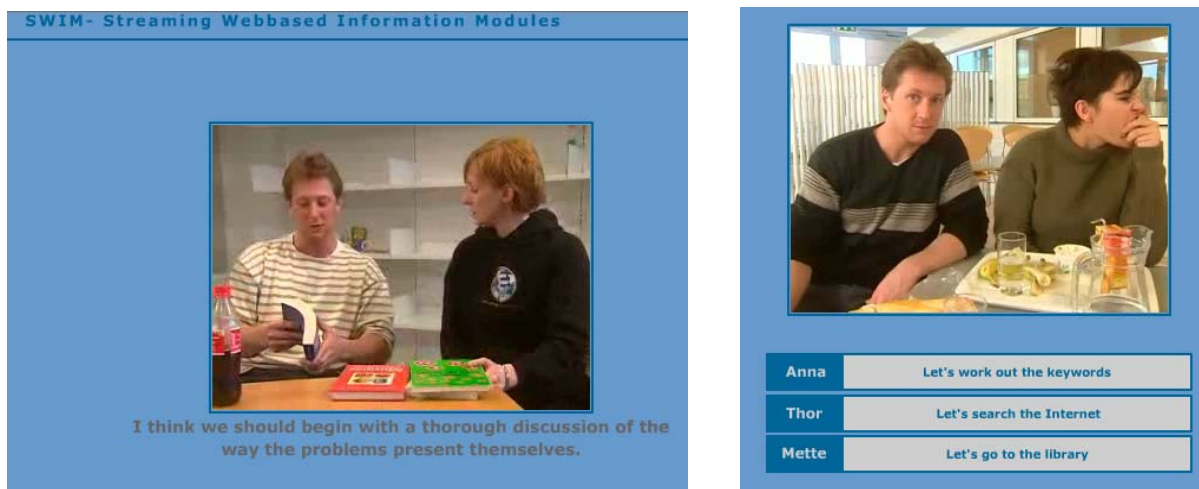 SWIM- Streaming Webbased Information Modules
I think we should begin with a thorough discussion of the
way the problems present themselves.
Anna Let's work out the keywords
Thor Let's search the Internet
Mette Let's go to the library